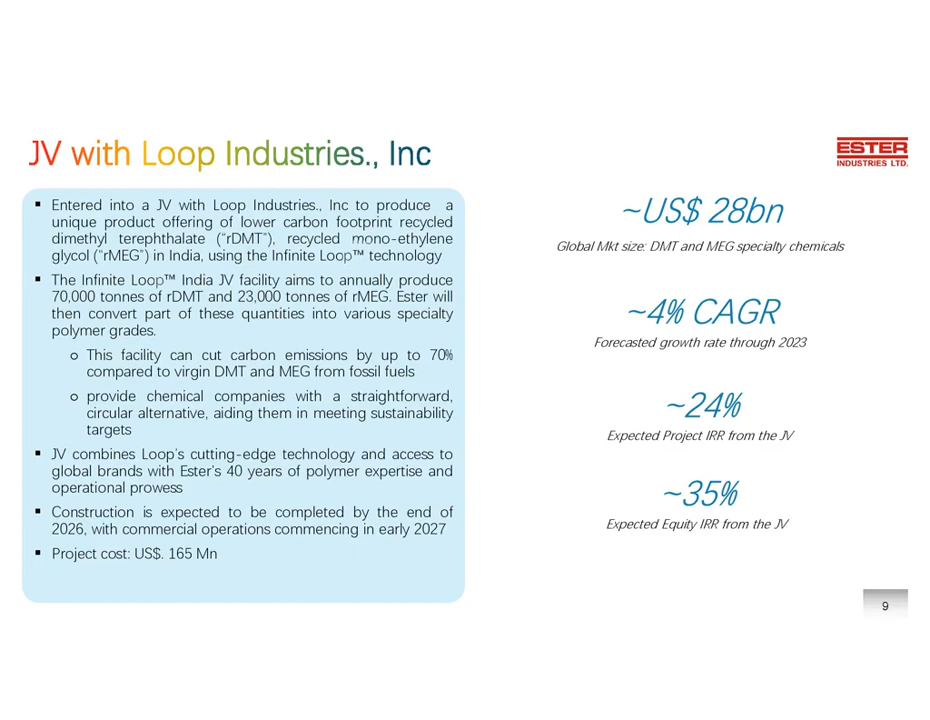 JV with Loop Industries., Inc
ESTER
INDUSTRIES LTD.
▪ Entered into a JV with Loop Industries., Inc to produce a
unique product offering of lower carbon footprint recycled
dimethyl terephthalate (“rDMT”), recycled mono-ethylene
glycol (“rMEG”) in India, using the Infinite Loop™ technology
▪ The Infinite Loop™ India JV facility aims to annually produce
70,000 tonnes of rDMT and 23,000 tonnes of rMEG. Ester will
then convert part of these quantities into various specialty
polymer grades.
o This facility can cut carbon emissions by up to 70%
compared to virgin DMT and MEG from fossil fuels
o provide chemical companies with a straightforward,
circular alternative, aiding them in meeting sustainability
targets
▪ JV combines Loop’s cutting-edge technology and access to
global brands with Ester’s 40 years of polymer expertise and
operational prowess
▪ Construction is expected to be completed by the end of
2026, with commercial operations commencing in early 2027
▪ Project cost: US$. 165 Mn
~US$ 28bn
Global Mkt size: DMT and MEG specialty chemicals
~4% CAGR
Forecasted growth rate through 2023
~24%
Expected Project IRR from the JV
~35%
Expected Equity IRR from the JV
9